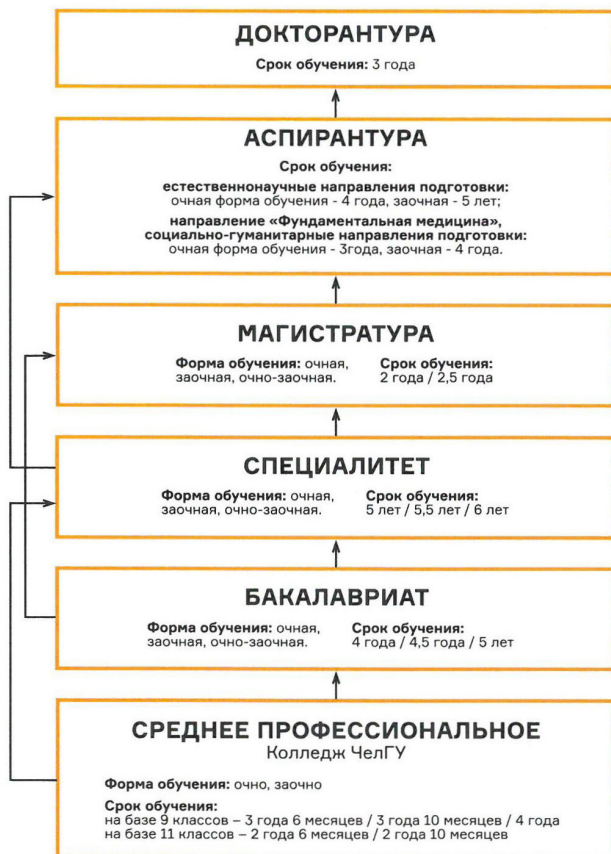 ДОКТОРАНТУРА
Срок обучения: 3 года
АСПИРАНТУРА
Срок обучения:
естественнонаучные направления подготовки:
очная форма обучения - 4 года, заочная - 5 лет;
направление «Фундаментальная медицина»,
социально-гуманитарные направления подготовки:
очная форма обучения - 3года, заочная - 4 года.
МАГИСТРАТУРА
Форма обучения: очная,
заочная, очно-заочная.
Срок обучения:
2 года / 2,5 года
СПЕЦИАЛИТЕТ
Форма обучения: очная,
заочная, очно-заочная.
Срок обучения:
5 лет / 5,5 лет / 6 лет
БАКАЛАВРИАТ
Форма обучения: очная,
заочная, очно-заочная.
Срок обучения:
4 года / 4,5 года / 5 лет
СРЕДНЕЕ ПРОФЕССИОНАЛЬНОЕ
Колледж ЧелГУ
Форма обучения: очно, заочно
Срок обучения:
на базе 9 классов – 3 года 6 месяцев / 3 года 10 месяцев / 4 года
на базе 11 классов – 2 года 6 месяцев / 2 года 10 месяцев